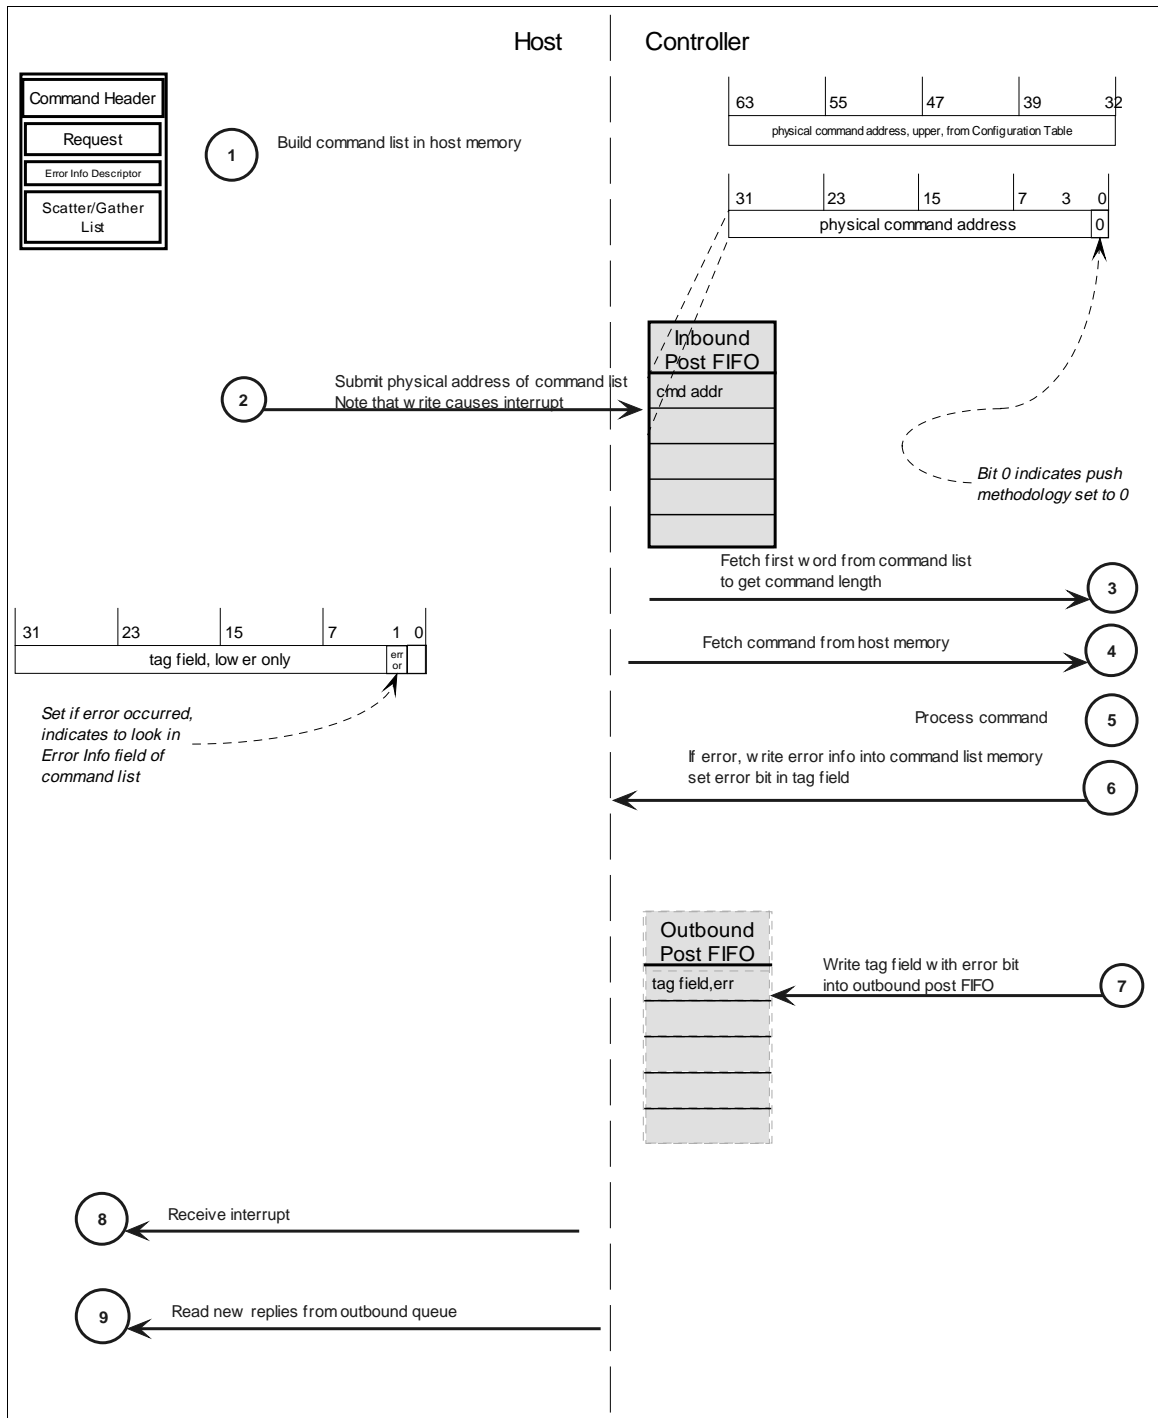 Host
Controller
Command Header
Request
Error Info Descriptor
Scatter/Gather
List
1
Build command list in host memory
63 55 47 39 32
physical command address, upper, from Configuration Table
31 23 15 7 3 0
physical command address 0
Inbound
Post FIFO
cmd addr
2
Submit physical address of command list
Note that write causes interrupt
Bit 0 indicates push
methodology set to 0
Fetch first word from command list
to get command length
3
31 23 15 7 1 0
tag field, lower only
err
or
Fetch command from host memory
4
Set if error occurred,
indicates to look in
Error Info field of
command list
Process command
5
If error, write error info into command list memory
set error bit in tag field
6
Outbound
Post FIFO
tag field,err
Write tag field with error bit
into outbound post FIFO
7
8
Receive interrupt
9
Read new replies from outbound queue